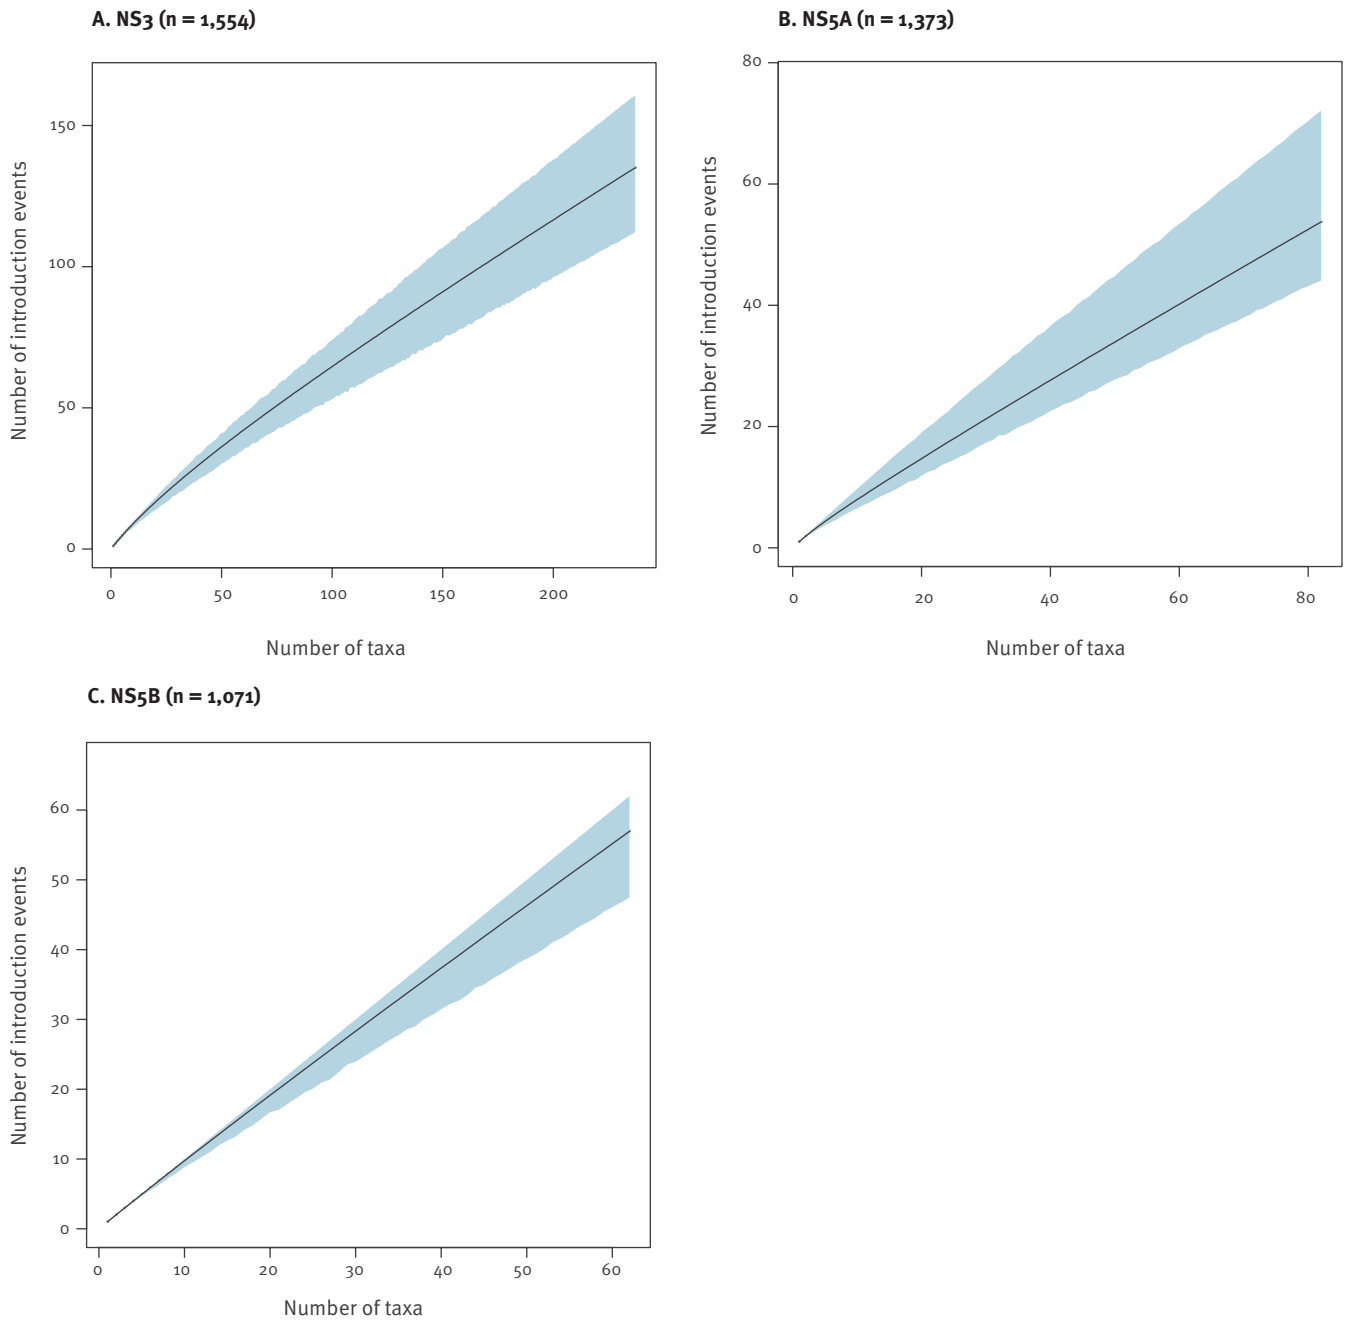 A. NS3 (n = 1,554)
150
100
50
0
0 50 100 150 200
Number of introduction events
Number of taxa
B. NS5A (n = 1,373)
80
60
40
20
0
0 20 40 60 80
Number of introduction events
Number of taxa
C. NS5B (n = 1,071)
60
50
40
30
20
10
0
0 10 20 30 40 50 60
Number of introduction events
Number of taxa